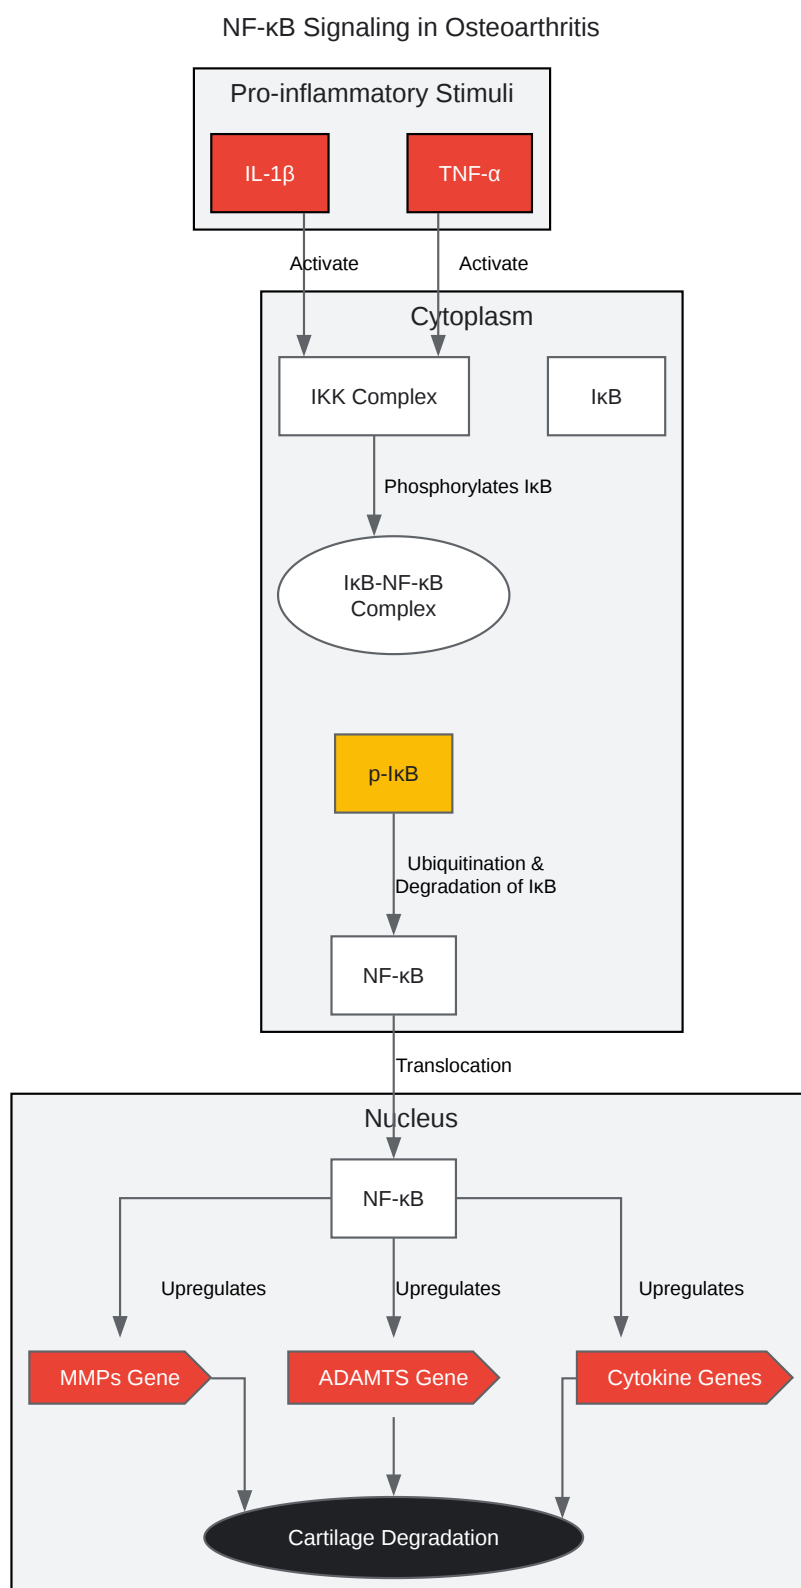 NF-κB Signaling in Osteoarthritis
Pro-inflammatory Stimuli
IL-1β
TNF-α
Activate
Activate
Cytoplasm
IKK Complex
IκB
Phosphorylates IκB
IκB-NF-κB
Complex
p-IκB
Ubiquitination &
Degradation of IκB
NF-κB
Translocation
Nucleus
NF-κB
Upregulates
Upregulates
Upregulates
MMPs Gene
ADAMTS Gene
Cytokine Genes
Cartilage Degradation